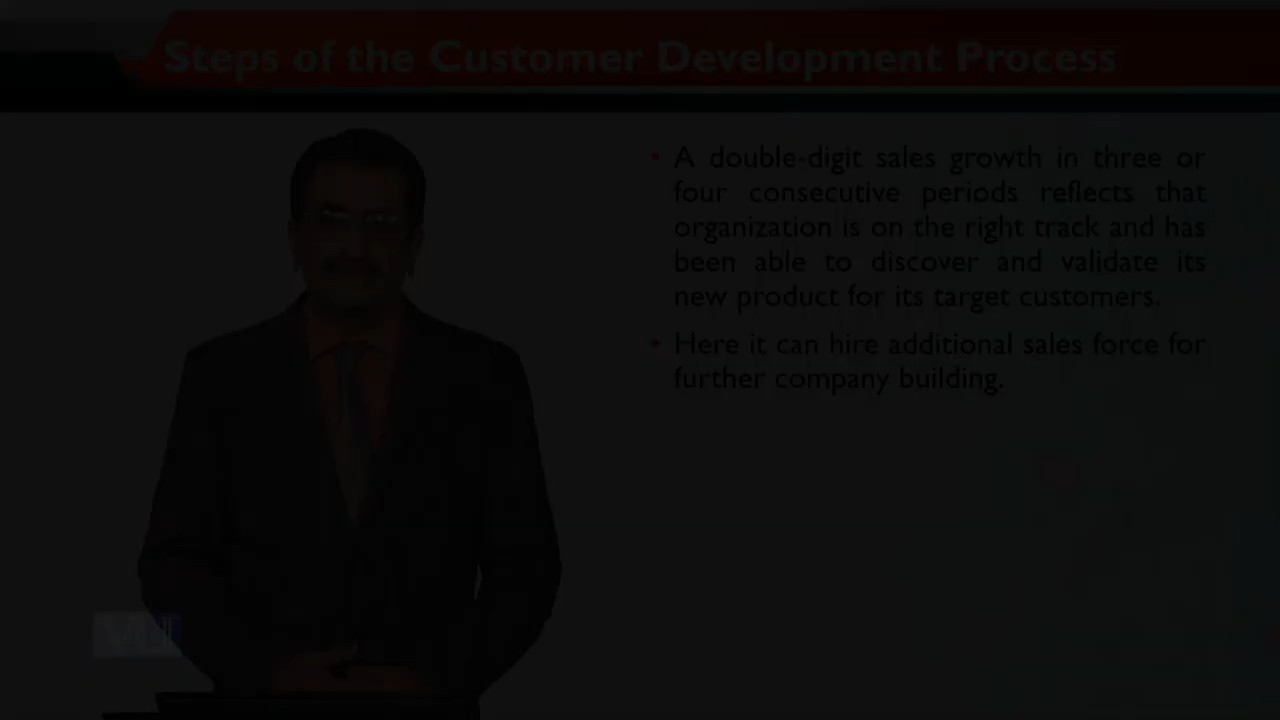 Steps of the Customer Development Process
• A double-digit sales growth in three or
four consecutive periods reflects that
organization is on the right track and has
been able to discover and validate its
new product for its target customers.
• Here it can hire additional sales force for
further company building.